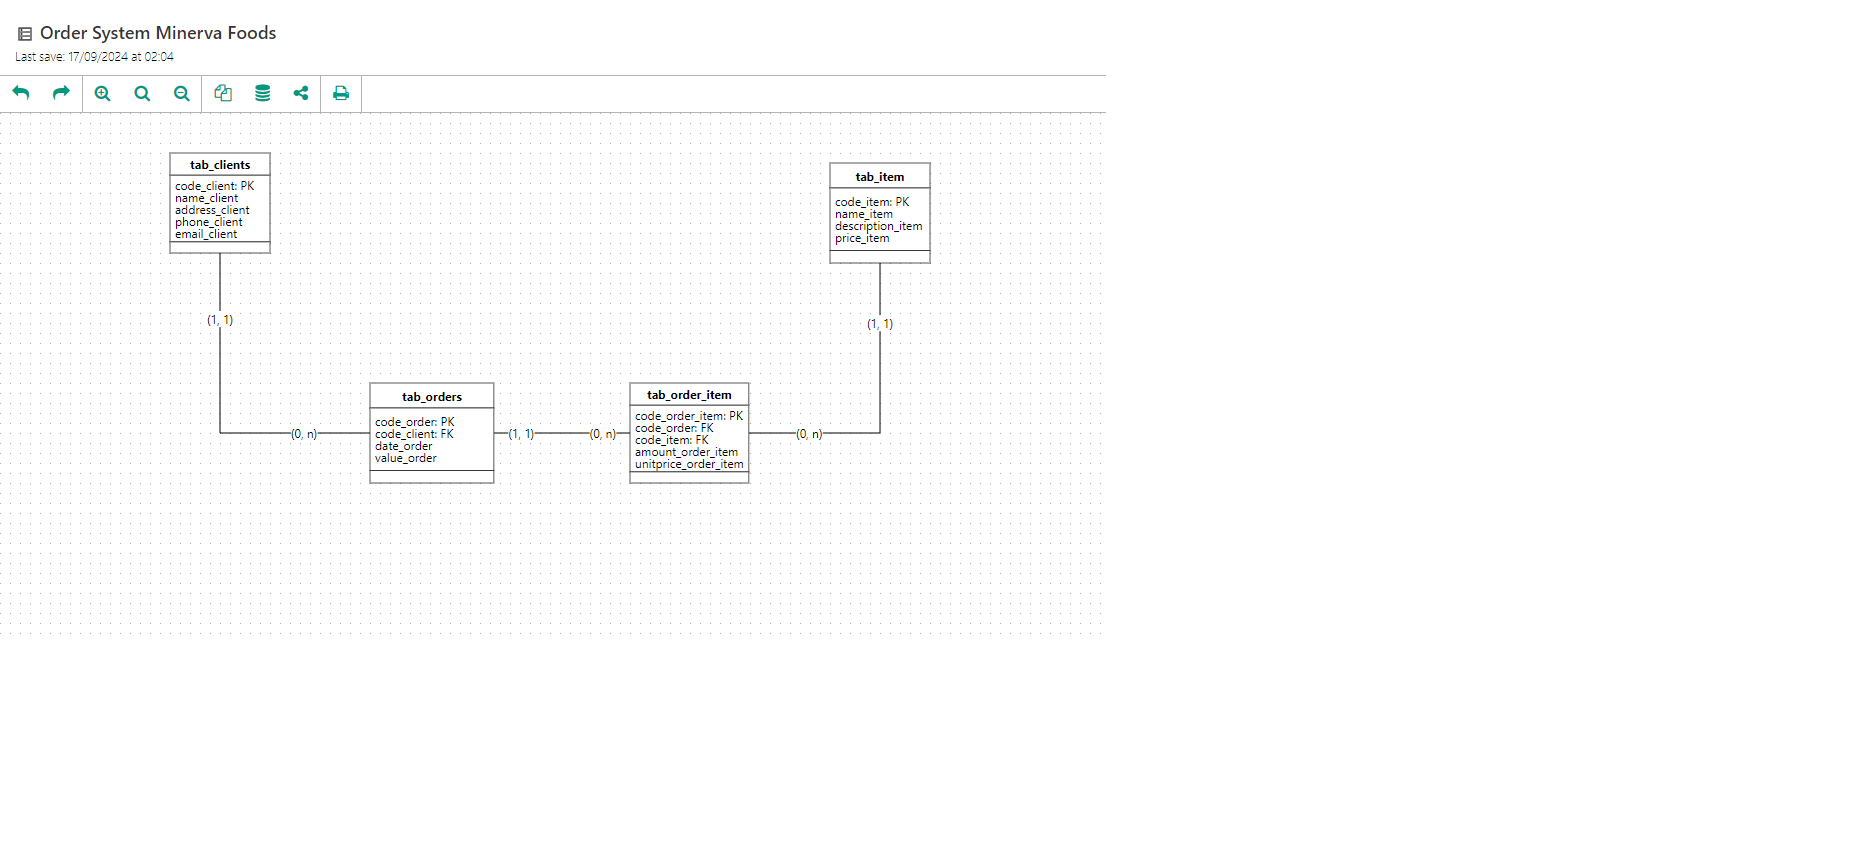 Order System Minerva Foods
Last save: 17/09/2024 at 02:04
tab_clients
code_client: PK
name_client
address_client
phone_client
email_client
tab_item
code_item: PK
name_item
description_item
price_item
(1, 1)
(1, 1)
tab_orders
code_order: PK
code_client: FK
date_order
value_order
tab_order_item
code_order_item: PK
code_order: FK
code_item: FK
amount_order_item
unitprice_order_item
(0, n)
(1, 1)
(0, n)
(0, n)